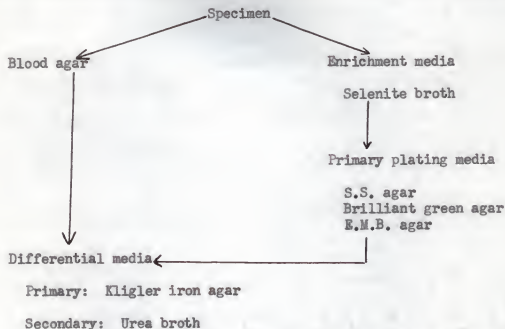 Specimen
Blood agar
Enrichment media
Selenite broth
Primary plating media
S.S. agar
Brilliant green agar
E.M.B. agar
Differential media
Primary: Kligler iron agar
Secondary: Urea broth